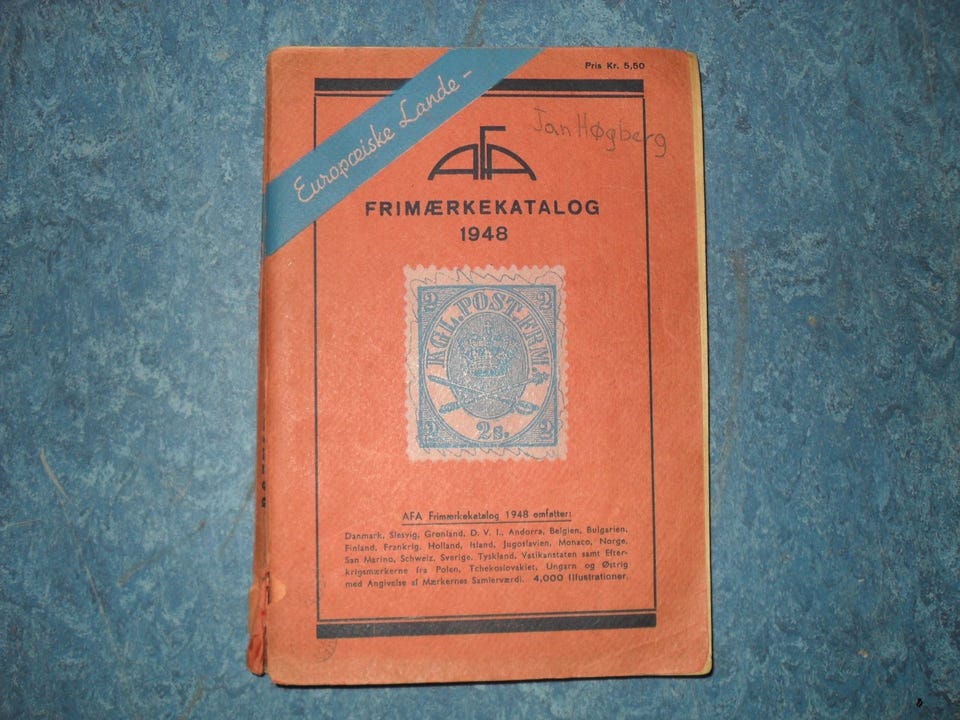 Pris Kr. 5,50
Europæiske Lande -
Jan Høgberg
AFA
FRIMÆRKEKATALOG
1948
2 2
KGL. POST. FRM.
2 2s. 2
AFA Frimærkekatalog 1948 omfatter:
Danmark, Slesvig, Grønland, D. V. I., Andorra, Belgien, Bulgarien,
Finland, Frankrig, Holland, Island, Jugoslavien, Monaco, Norge,
San Marino, Schweiz, Sverige, Tyskland, Vatikanstaten samt Efter-
krigsmærkerne fra Polen, Tchekoslovakiet, Ungarn og Østrig
med Angivelse af Mærkernes Samlerværdi. 4,000 Illustrationer.